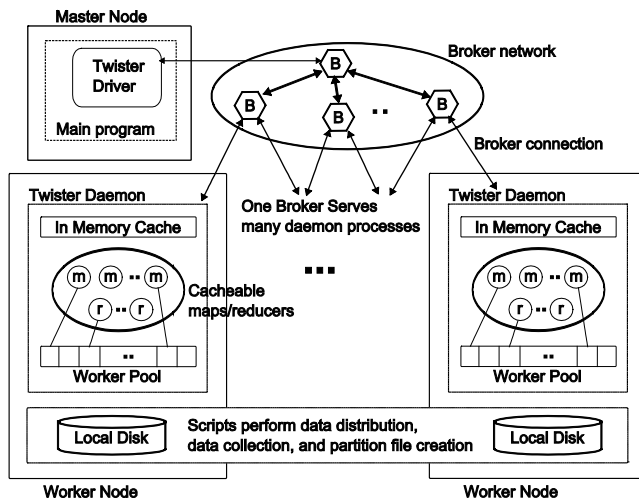 Master Node
Twister
Driver
Main program
Broker network
B
B
B
B
Broker connection
Twister Daemon
In Memory Cache
m m m
r r
Cacheable
maps/reducers
Worker Pool
Local Disk
Worker Node
One Broker Serves
many daemon processes
Scripts perform data distribution,
data collection, and partition file creation
Twister Daemon
In Memory Cache
m m m
r r
Worker Pool
Local Disk
Worker Node